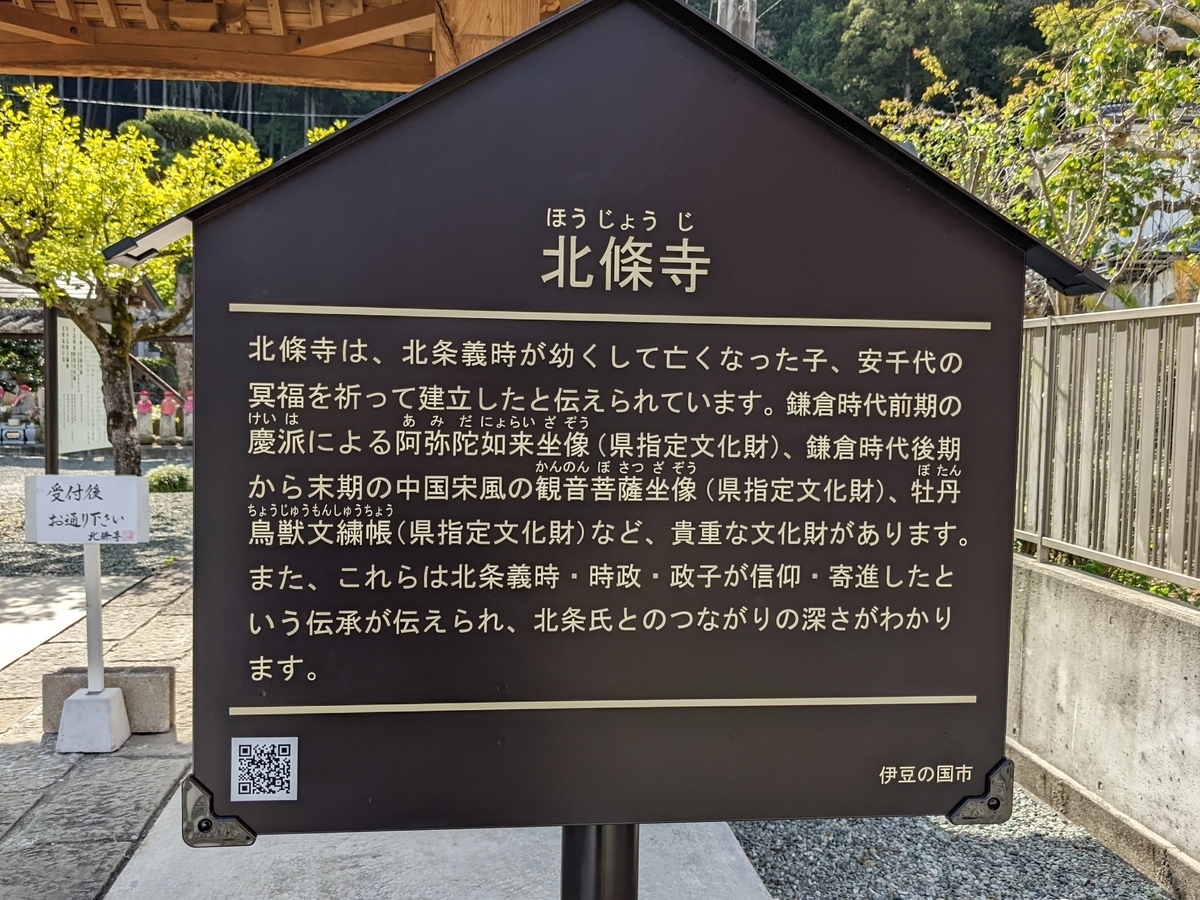 ほうじょうじ
北條寺
北條寺は、北条義時が幼くして亡くなった子、安千代の
冥福を祈って建立したと伝えられています。鎌倉時代前期の
けいは あみだにょらいざぞう
慶派による阿弥陀如来坐像（県指定文化財）、鎌倉時代後期
かんのんぼさつざぞう ぼたん
から末期の中国宋風の観音菩薩坐像（県指定文化財）、牡丹
ちょうじゅうもんしゅうちょう
鳥獣文繍帳（県指定文化財）など、貴重な文化財があります。
また、これらは北条義時・時政・政子が信仰・寄進したと
いう伝承が伝えられ、北条氏とのつながりの深さがわかり
ます。
伊豆の国市
受付後
お通り下さい
北條寺